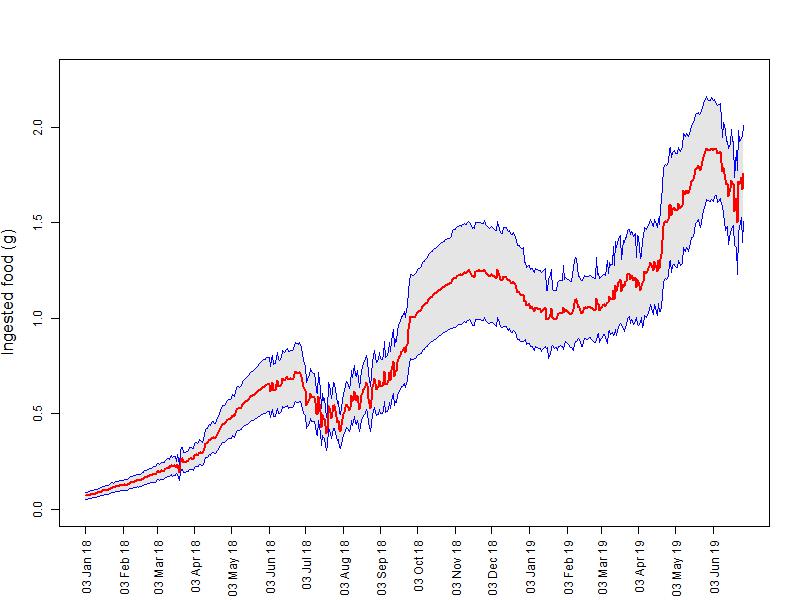 Ingested food (g)
2.0
1.5
1.0
0.5
0.0
03 Jan 18
03 Feb 18
03 Mar 18
03 Apr 18
03 May 18
03 Jun 18
03 Jul 18
03 Aug 18
03 Sep 18
03 Oct 18
03 Nov 18
03 Dec 18
03 Jan 19
03 Feb 19
03 Mar 19
03 Apr 19
03 May 19
03 Jun 19